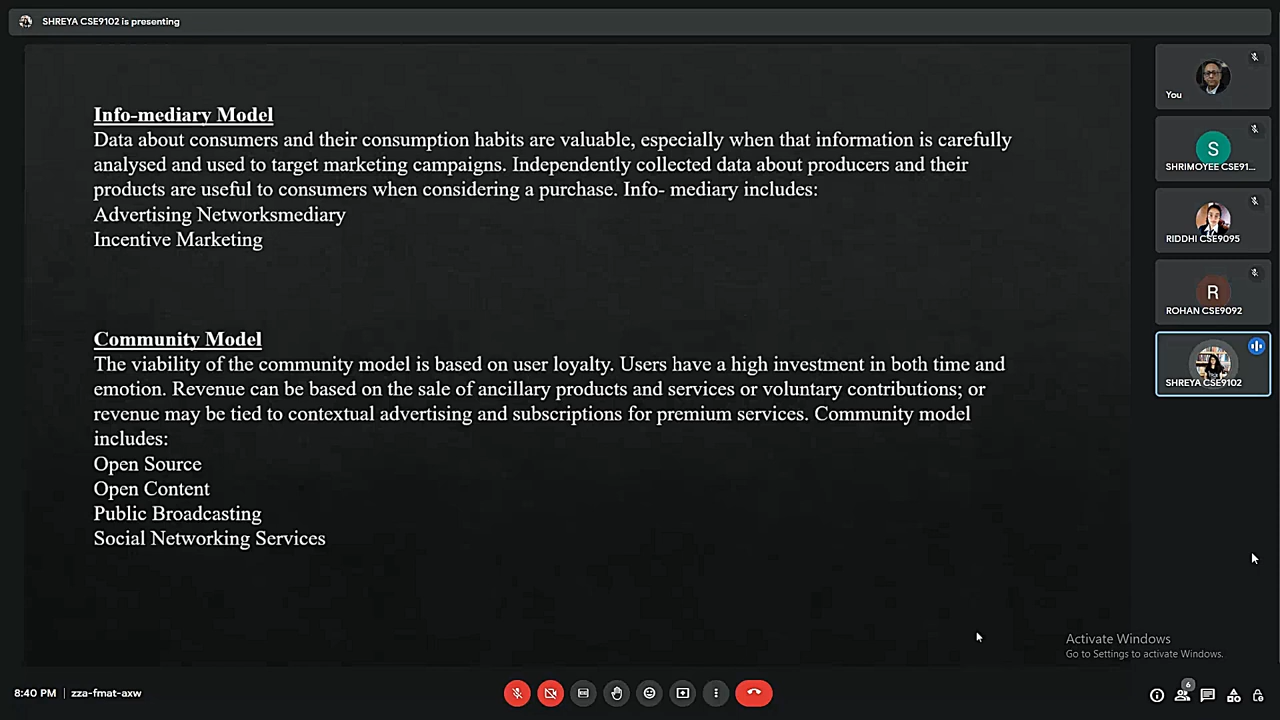 SHREYA CSE9102 is presenting
Info-mediary Model
Data about consumers and their consumption habits are valuable, especially when that information is carefully
analysed and used to target marketing campaigns. Independently collected data about producers and their
products are useful to consumers when considering a purchase. Info- mediary includes:
Advertising Networksmediary
Incentive Marketing
Community Model
The viability of the community model is based on user loyalty. Users have a high investment in both time and
emotion. Revenue can be based on the sale of ancillary products and services or voluntary contributions; or
revenue may be tied to contextual advertising and subscriptions for premium services. Community model
includes:
Open Source
Open Content
Public Broadcasting
Social Networking Services
You
S
SHRIMOYEE CSE91...
RIDDHI CSE9095
R
ROHAN CSE9092
SHREYA CSE9102
Activate Windows
Go to Settings to activate Windows.
8:40 PM | zza-fmat-axw
6